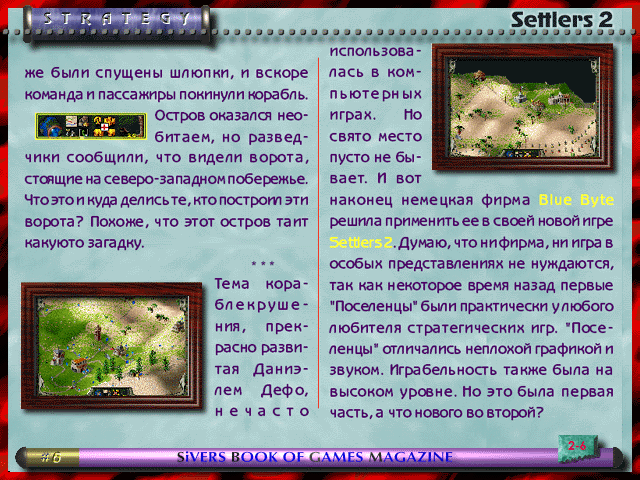 STRATEGY
Settlers 2
же были спущены шлюпки, и вскоре
команда и пассажиры покинули корабль.
Остров оказался нео-
битаем, но развед-
чики сообщили, что видели ворота,
стоящие на северо-западном побережье.
Что это и куда делись те, кто построил эти
ворота? Похоже, что этот остров таит
какуюто загадку.
***
Тема кора-
блекруше-
ния, прек-
расно разви-
тая Даниэ-
лем Дефо,
нечасто
использова-
лась в ком-
пьютерных
играх. Но
свято место
пусто не бы-
вает. И вот
наконец немецкая фирма Blue Byte
решила применить ее в своей новой игре
Settlers 2. Думаю, что ни фирма, ни игра в
особых представлениях не нуждаются,
так как некоторое время назад первые
"Поселенцы" были практически у любого
любителя стратегических игр. "Посе-
ленцы" отличались неплохой графикой и
звуком. Играбельность также была на
высоком уровне. Но это была первая
часть, а что нового во второй?
#6
SiVERS BOOK OF GAMES MAGAZINE
2-6